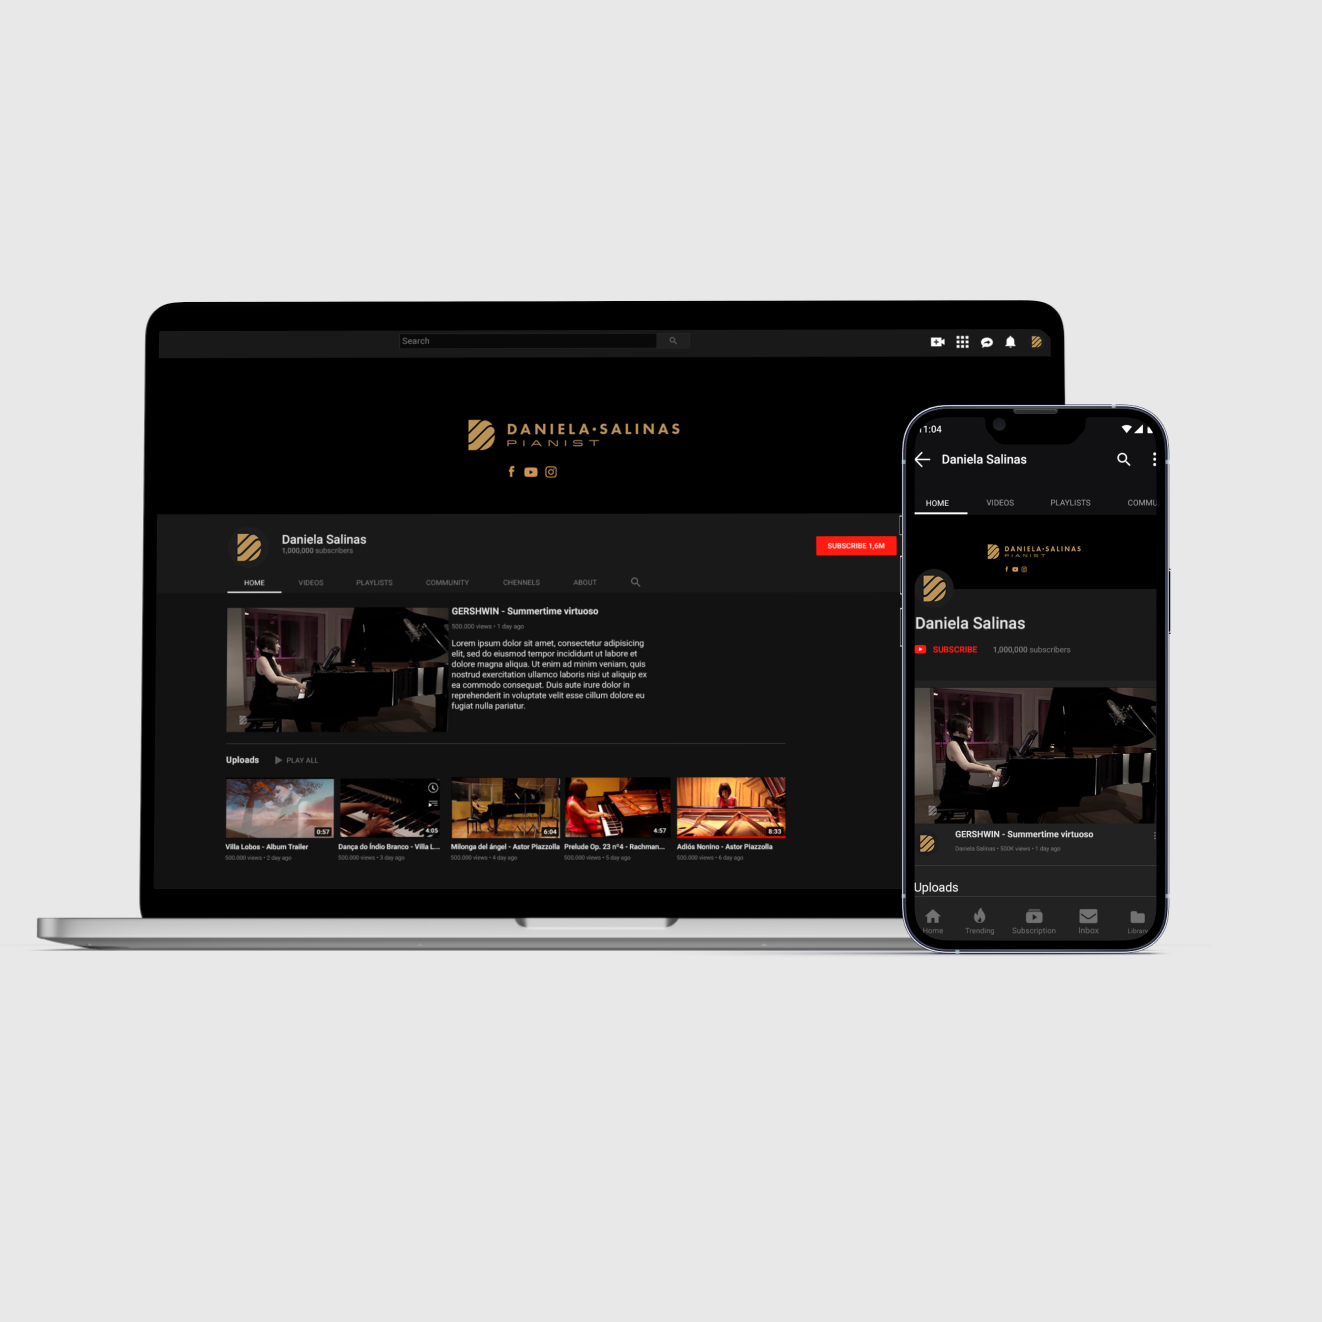 Search
DANIELA·SALINAS
PIANIST
Daniela Salinas
1,000,000 subscribers
SUBSCRIBE 1,6M
HOME
VIDEOS
PLAYLISTS
COMMUNITY
CHENNELS
ABOUT
GERSHWIN - Summertime virtuoso
500.000 views • 1 day ago
Lorem ipsum dolor sit amet, consectetur adipisicing
elit, sed do eiusmod tempor incididunt ut labore et
dolore magna aliqua. Ut enim ad minim veniam, quis
nostrud exercitation ullamco laboris nisi ut aliquip ex
ea commodo consequat. Duis aute irure dolor in
reprehenderit in voluptate velit esse cillum dolore eu
fugiat nulla pariatur.
Uploads
PLAY ALL
0:57
Villa Lobos - Album Trailer
500.000 views • 2 day ago
4:05
Dança do Índio Branco - Villa L...
500.000 views • 3 day ago
6:04
Milonga del ángel - Astor Piazzolla
500.000 views • 4 day ago
4:57
Prelude Op. 23 nº4 - Rachman...
500.000 views • 5 day ago
8:33
Adiós Nonino - Astor Piazzolla
500.000 views • 6 day ago
11:04
Daniela Salinas
HOME
VIDEOS
PLAYLISTS
COMMU
DANIELA·SALINAS
PIANIST
Daniela Salinas
SUBSCRIBE
1,000,000 subscribers
GERSHWIN - Summertime virtuoso
Daniela Salinas • 500K views • 1 day ago
Uploads
Home
Trending
Subscription
Inbox
Library